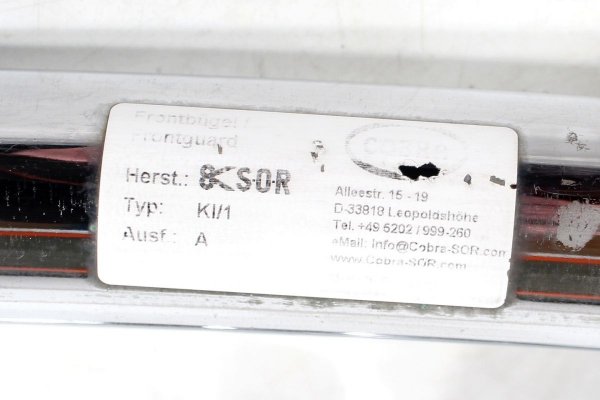 Frontbügel /
Frontguard
Herst.: SOR
Typ: KI/1
Ausf.: A
Alleestr. 15 - 19
D-33818 Leopoldshöhe
Tel. +49 5202 / 999-260
eMail: info@Cobra-SOR.com
www.Cobra-SOR.com